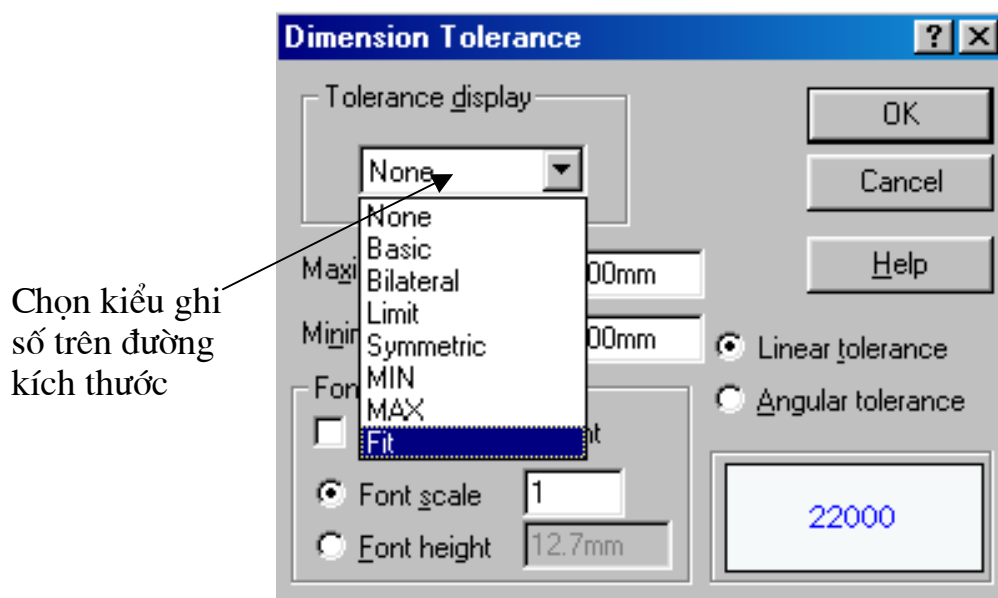 Dimension Tolerance
Tolerance display
OK
None
Cancel
None
Basic
Bilateral
Limit
Symmetric
MIN
MAX
Fit
Help
00mm
00mm
Linear tolerance
Angular tolerance
Font scale
1
Font height
12.7mm
22000
Chọn kiểu ghi
số trên đường
kích thước